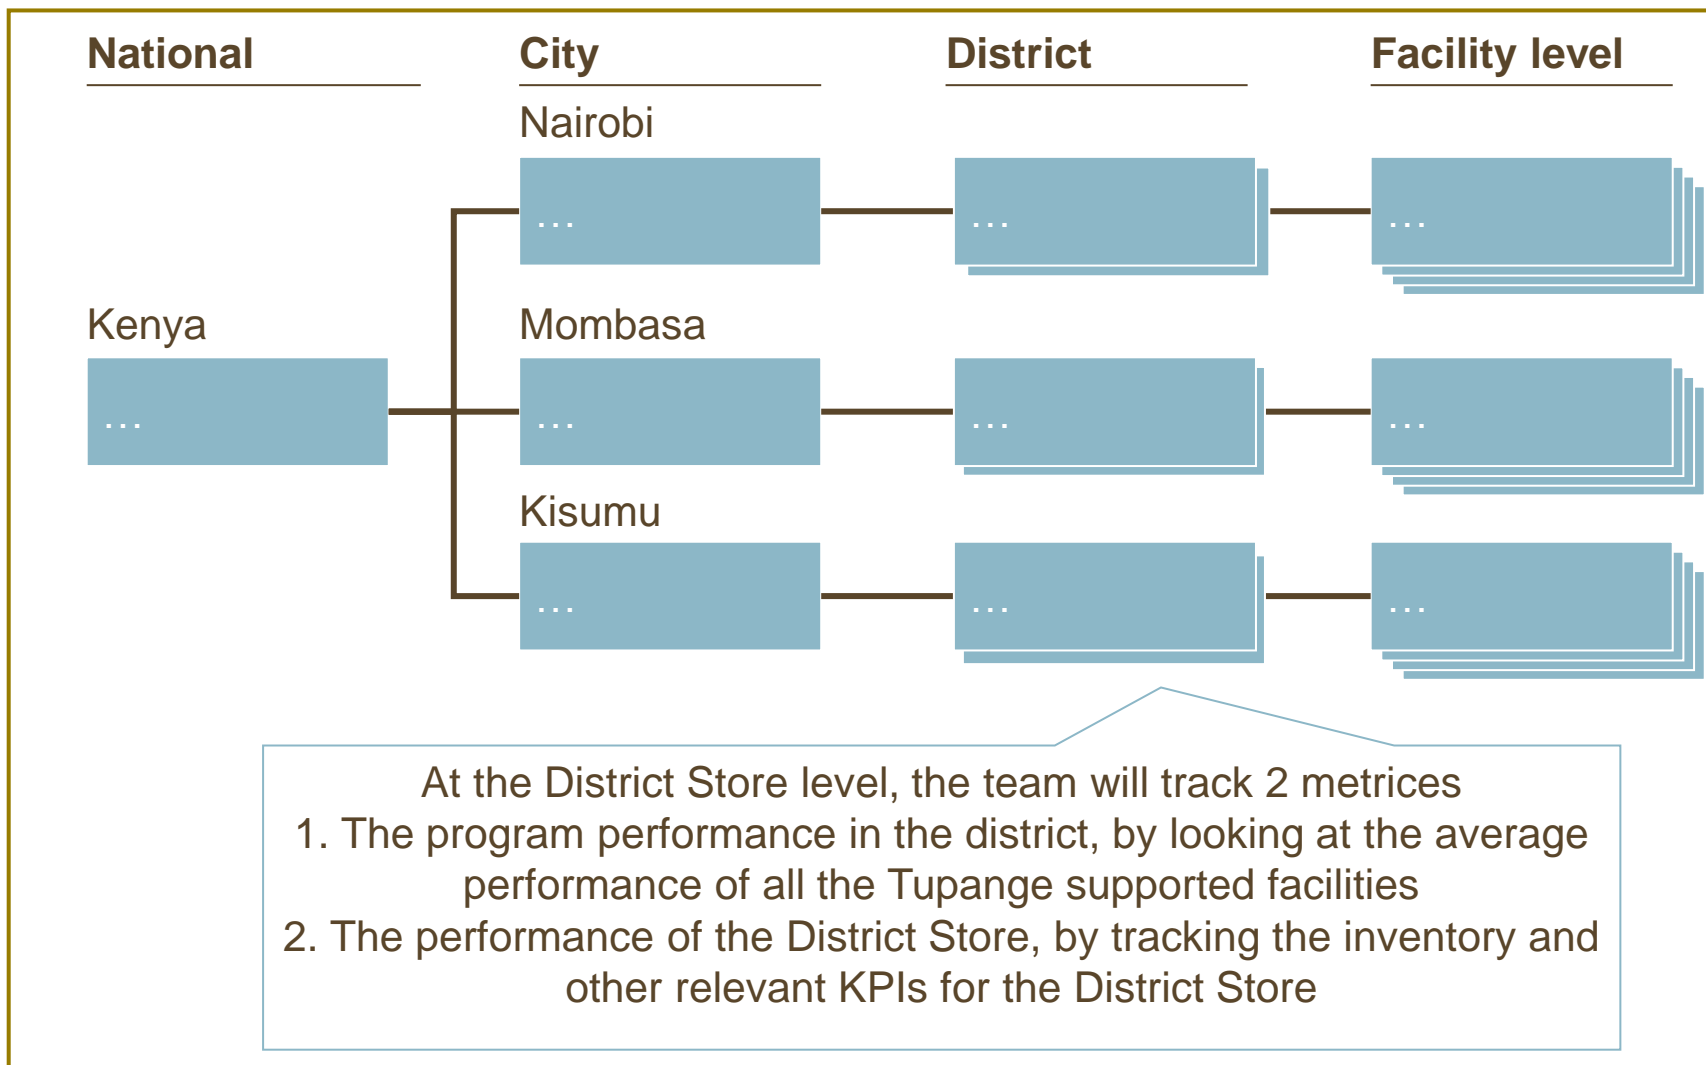 National
City
District
Facility level
Nairobi
...
...
...
Kenya
...
Mombasa
...
...
...
Kisumu
...
...
...
At the District Store level, the team will track 2 metrices
1. The program performance in the district, by looking at the average
performance of all the Tupange supported facilities
2. The performance of the District Store, by tracking the inventory and
other relevant KPIs for the District Store